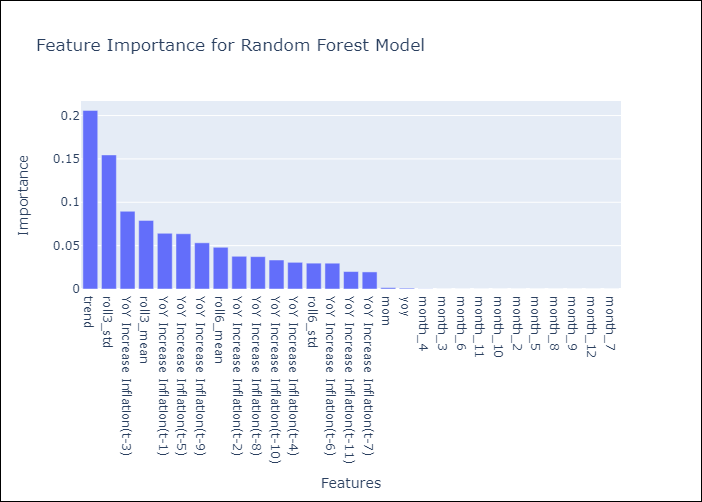 Feature Importance for Random Forest Model
Importance
0.2
0.15
0.1
0.05
0
trend
roll3_std
YoY Increase Inflation(t-3)
roll3_mean
YoY Increase Inflation(t-1)
YoY Increase Inflation(t-5)
YoY Increase Inflation(t-9)
roll6_mean
YoY Increase Inflation(t-2)
YoY Increase Inflation(t-8)
YoY Increase Inflation(t-10)
YoY Increase Inflation(t-4)
roll6_std
YoY Increase Inflation(t-6)
YoY Increase Inflation(t-11)
YoY Increase Inflation(t-7)
mom
yoy
month_4
month_3
month_6
month_11
month_10
month_2
month_5
month_8
month_9
month_12
month_7
Features